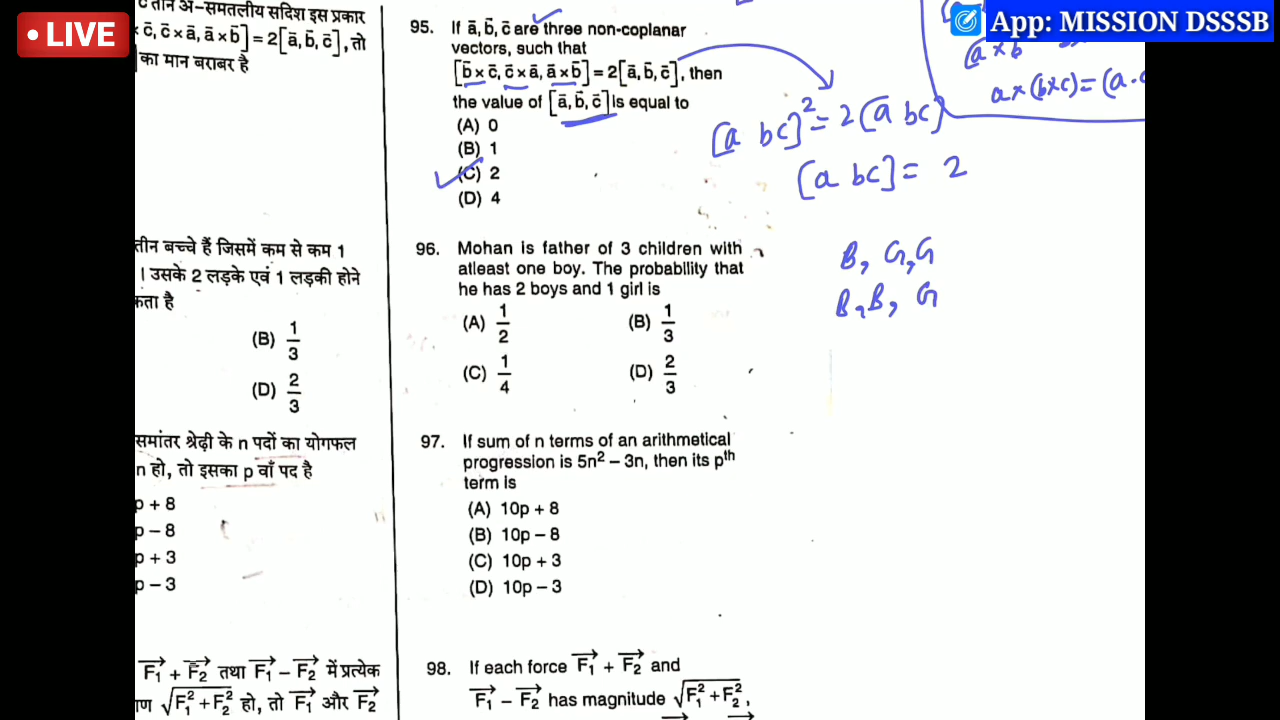 LIVE
App: MISSION DSSSB
तीन अ-समतलीय सदिश इस प्रकार
c̄, c̄ × ā, ā × b̄] = 2[ā, b̄, c̄], तो
का मान बराबर है
तीन बच्चे हैं जिसमें कम से कम 1
। उसके 2 लड़के एवं 1 लड़की होने
है
(B) 1/3
(D) 2/3
समांतर श्रेढ़ी के n पदों का योगफल
n हो, तो इसका p वाँ पद है
p + 8
p – 8
p + 3
p – 3
F₁→ + F₂→ तथा F₁→ – F₂→ में प्रत्येक
√F₁² + F₂² हो, तो F₁→ और F₂→
95. If ā, b̄, c̄ are three non-coplanar
vectors, such that
[b̄ × c̄, c̄ × ā, ā × b̄] = 2[ā, b̄, c̄], then
the value of [ā, b̄, c̄] is equal to
(A) 0
(B) 1
(C) 2
(D) 4
96. Mohan is father of 3 children with
atleast one boy. The probability that
he has 2 boys and 1 girl is
(A) 1/2 (B) 1/3
(C) 1/4 (D) 2/3
97. If sum of n terms of an arithmetical
progression is 5n² – 3n, then its pᵗʰ
term is
(A) 10p + 8
(B) 10p – 8
(C) 10p + 3
(D) 10p – 3
98. If each force F₁→ + F₂→ and
F₁→ – F₂→ has magnitude √F₁² + F₂²,
(a × b
a × (b × c) = (a · c
[a bc]² = 2 (a bc)
[a bc] = 2
B, G, G
B, B, G